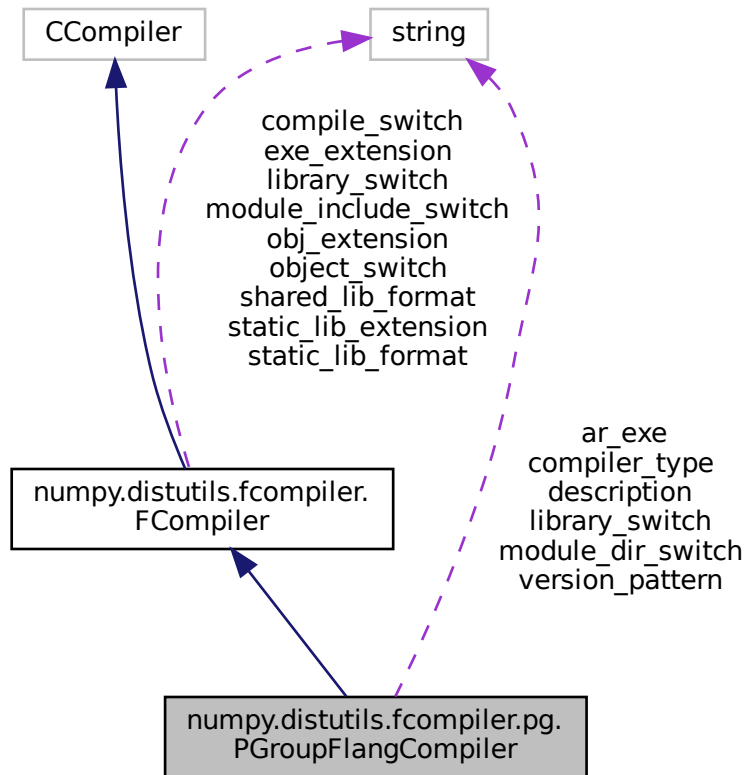 CCompiler
string
compile_switch
exe_extension
library_switch
module_include_switch
obj_extension
object_switch
shared_lib_format
static_lib_extension
static_lib_format
ar_exe
compiler_type
description
library_switch
module_dir_switch
version_pattern
numpy.distutils.fcompiler.
FCompiler
numpy.distutils.fcompiler.pg.
PGroupFlangCompiler